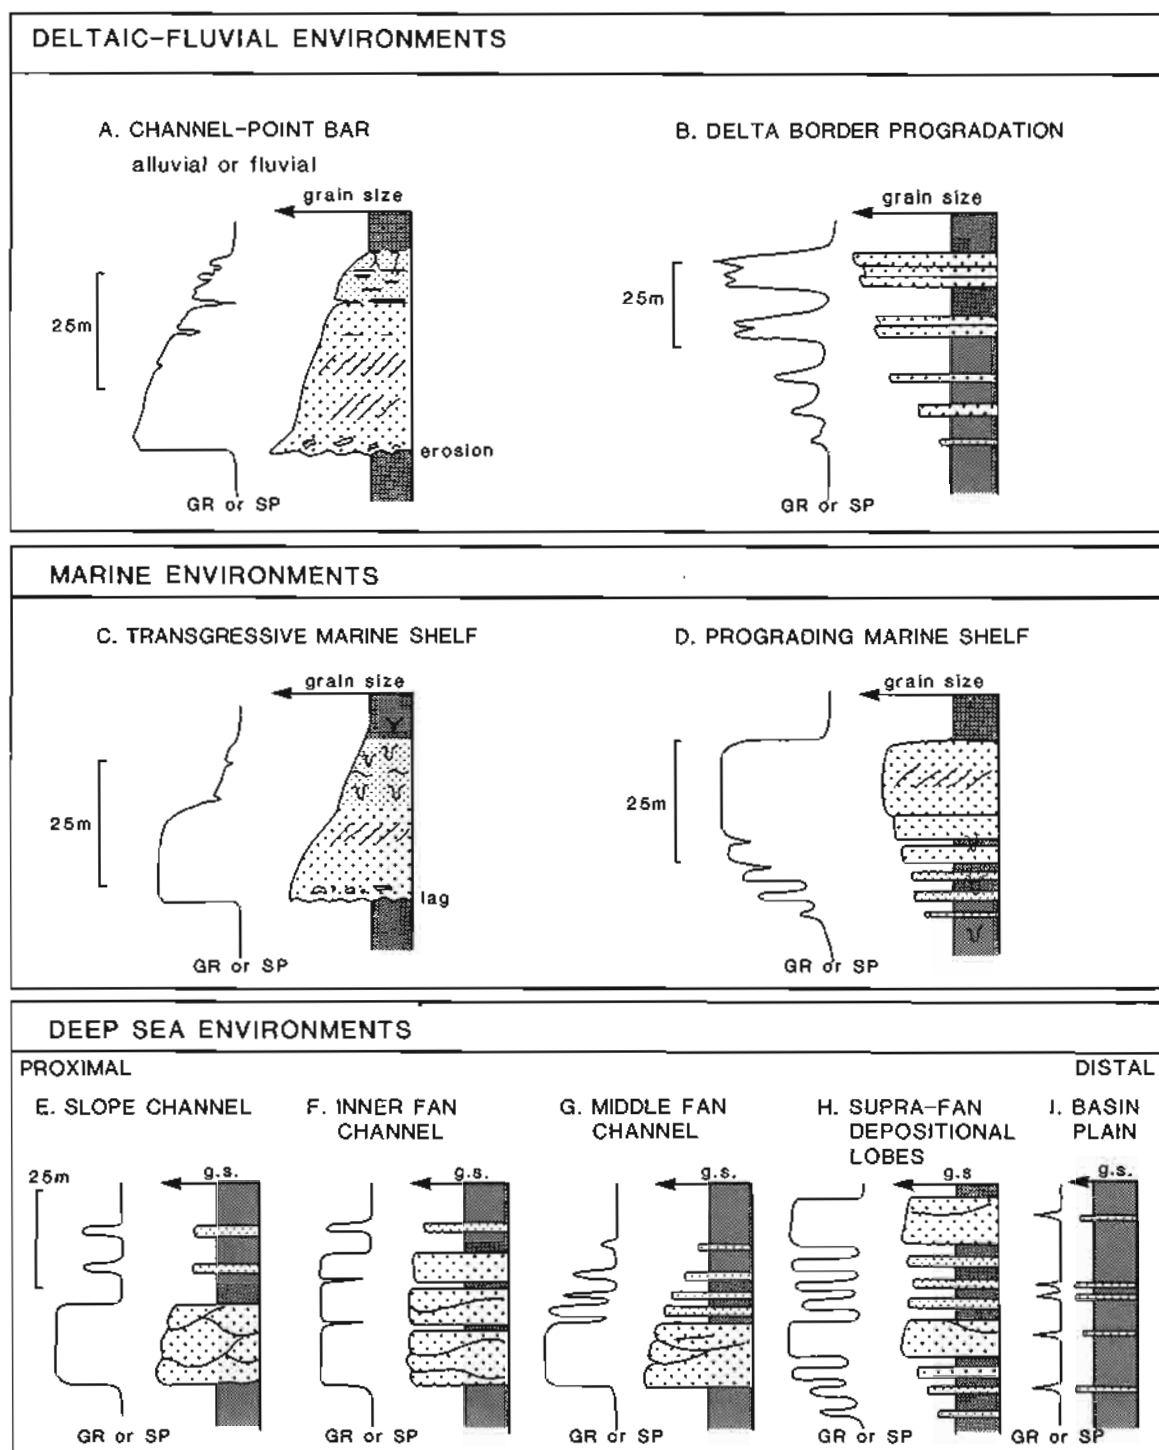 DELTAIC-FLUVIAL ENVIRONMENTS
A. CHANNEL-POINT BAR
alluvial or fluvial
grain size
25m
erosion
GR or SP
B. DELTA BORDER PROGRADATION
grain size
25m
GR or SP
MARINE ENVIRONMENTS
C. TRANSGRESSIVE MARINE SHELF
grain size
25m
lag
GR or SP
D. PROGRADING MARINE SHELF
grain size
25m
GR or SP
DEEP SEA ENVIRONMENTS
PROXIMAL
DISTAL
E. SLOPE CHANNEL
25m
g.s.
GR or SP
F. INNER FAN
CHANNEL
g.s.
GR or SP
G. MIDDLE FAN
CHANNEL
g.s.
GR or SP
H. SUPRA-FAN
DEPOSITIONAL
LOBES
g.s
GR or SP
I. BASIN
PLAIN
g.s.
GR or SP